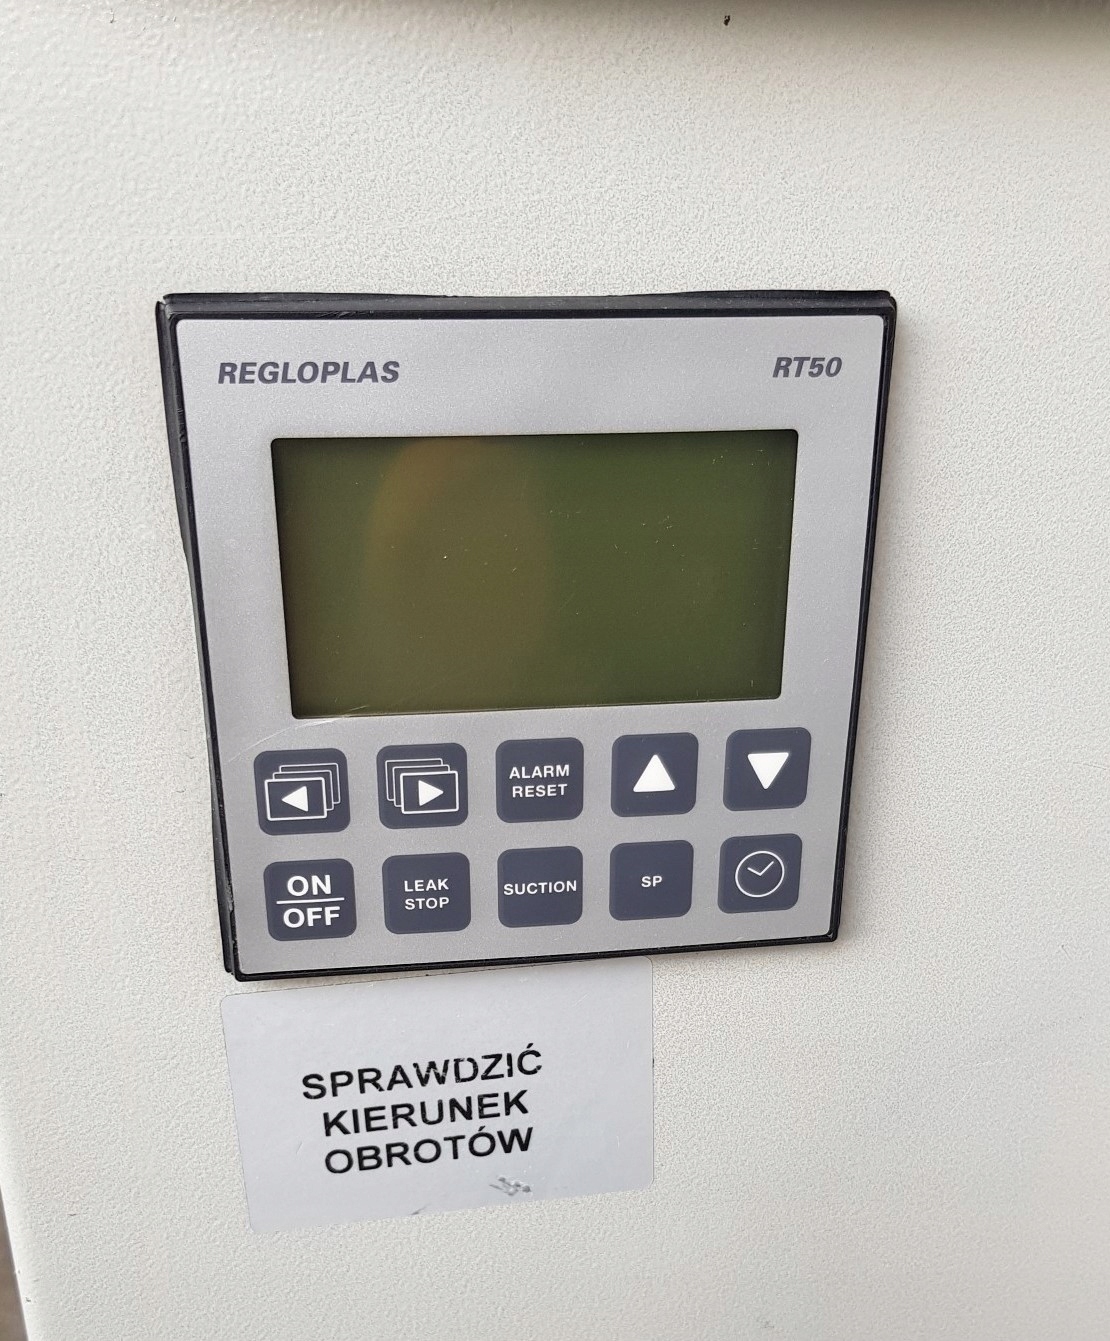 REGLOPLAS RT50
ALARM
RESET
ON
OFF
LEAK
STOP
SUCTION
SP
SPRAWDZIĆ
KIERUNEK
OBROTÓW